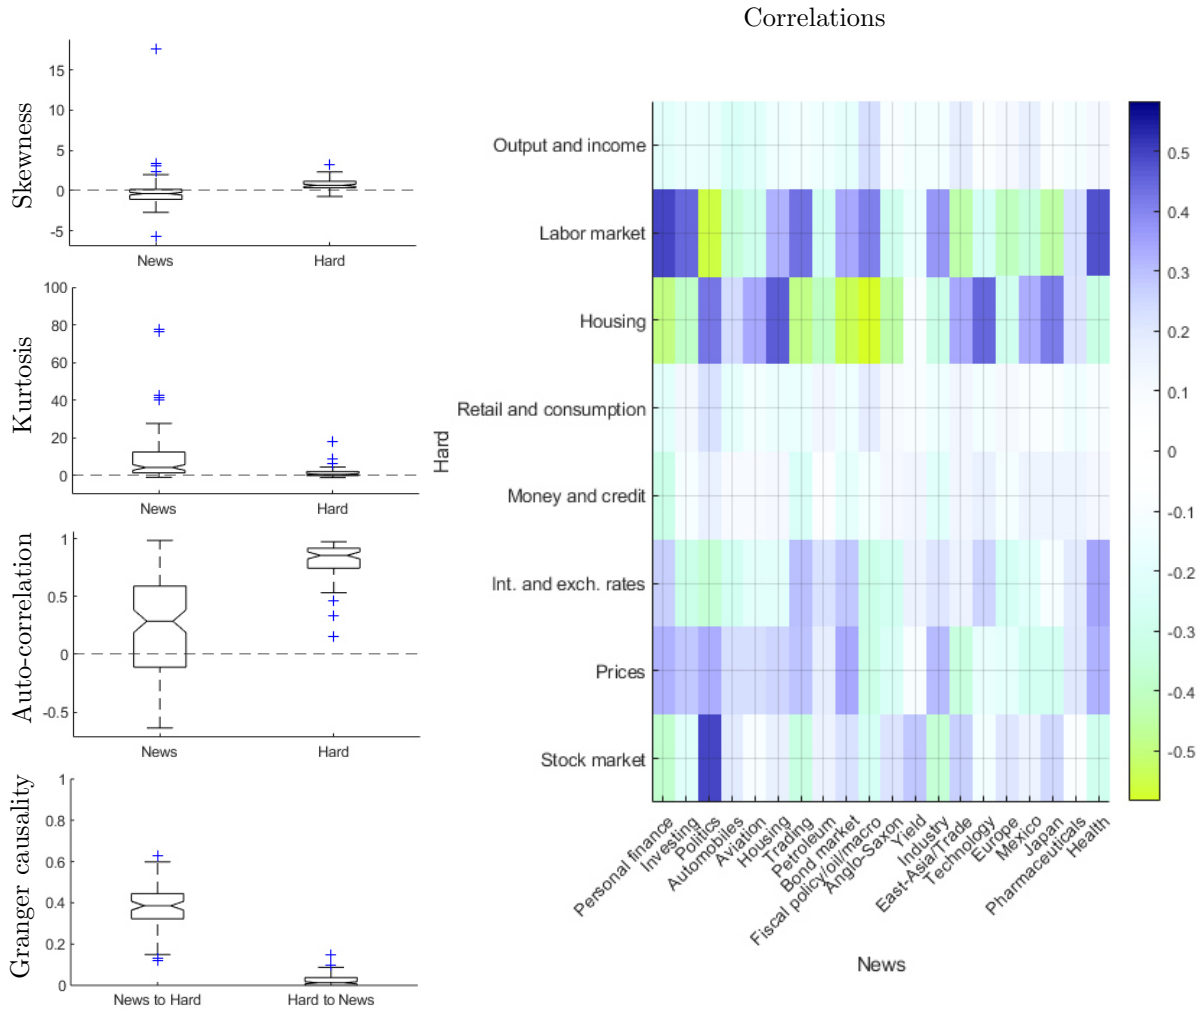 Correlations
Skewness
15
10
5
0
-5
News
Hard
Kurtosis
100
80
60
40
20
0
News
Hard
Auto-correlation
1
0.5
0
-0.5
News
Hard
Granger causality
1
0.8
0.6
0.4
0.2
0
News to Hard
Hard to News
Hard
Output and income
Labor market
Housing
Retail and consumption
Money and credit
Int. and exch. rates
Prices
Stock market
Personal finance
Investing
Politics
Automobiles
Aviation
Housing
Trading
Petroleum
Bond market
Fiscal policy/oil/macro
Anglo-Saxon
Yield
Industry
East-Asia/Trade
Technology
Europe
Mexico
Japan
Pharmaceuticals
Health
News
0.5
0.4
0.3
0.2
0.1
0
-0.1
-0.2
-0.3
-0.4
-0.5